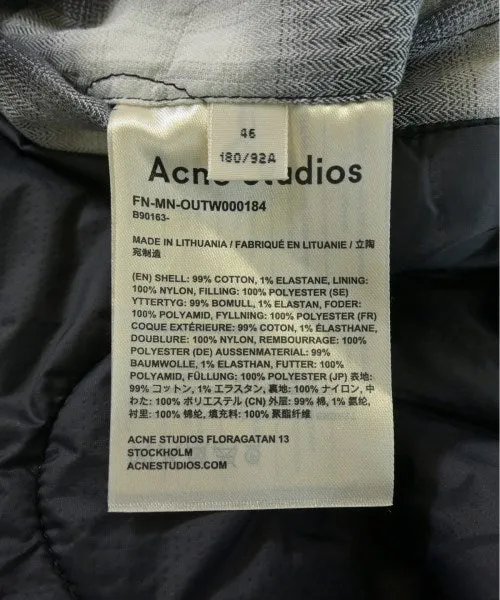 46
180/92A
Acne Studios
FN-MN-OUTW000184
B90163-
MADE IN LITHUANIA / FABRIQUÉ EN LITUANIE / 立陶
宛制造
(EN) SHELL: 99% COTTON, 1% ELASTANE, LINING:
100% NYLON, FILLING: 100% POLYESTER (SE)
YTTERTYG: 99% BOMULL, 1% ELASTAN, FODER:
100% POLYAMID, FYLLNING: 100% POLYESTER (FR)
COQUE EXTÉRIEURE: 99% COTON, 1% ÉLASTHANE,
DOUBLURE: 100% NYLON, REMBOURRAGE: 100%
POLYESTER (DE) AUSSENMATERIAL: 99%
BAUMWOLLE, 1% ELASTHAN, FUTTER: 100%
POLYAMID, FÜLLUNG: 100% POLYESTER (JP) 表地:
99% コットン, 1% エラスタン, 裏地: 100% ナイロン, 中
わた: 100% ポリエステル (CN) 外层: 99% 棉, 1% 氨纶,
衬里: 100% 锦纶, 填充料: 100% 聚酯纤维
ACNE STUDIOS FLORAGATAN 13
STOCKHOLM
ACNESTUDIOS.COM